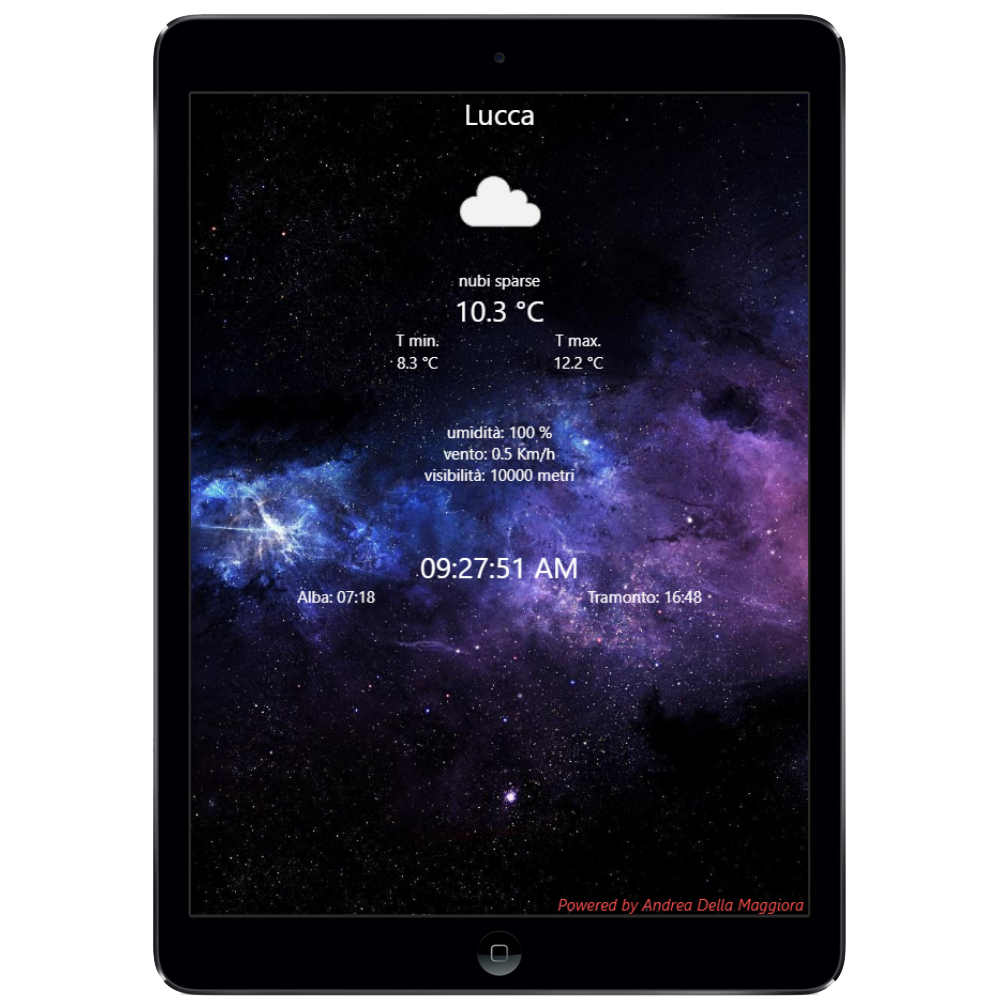 Lucca
nubi sparse
10.3 °C
T min. T max.
8.3 °C 12.2 °C
umidità: 100 %
vento: 0.5 Km/h
visibilità: 10000 metri
09:27:51 AM
Alba: 07:18 Tramonto: 16:48
Powered by Andrea Della Maggiora